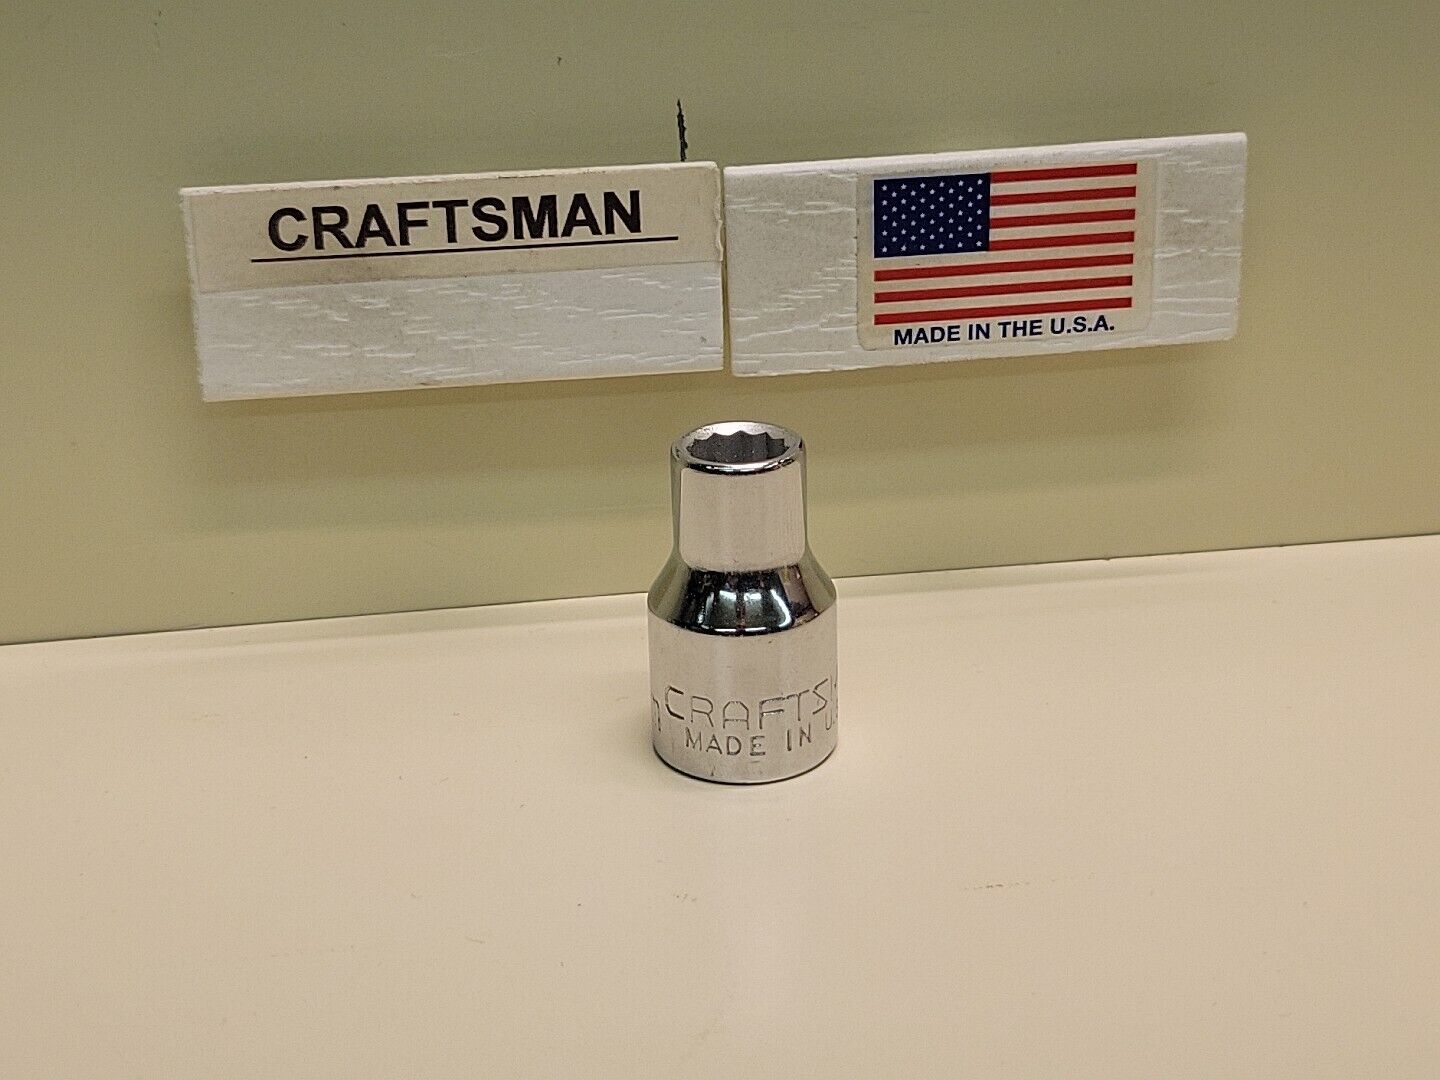 CRAFTSMAN
MADE IN THE U.S.A.
CRAFTS
MADE IN U.S